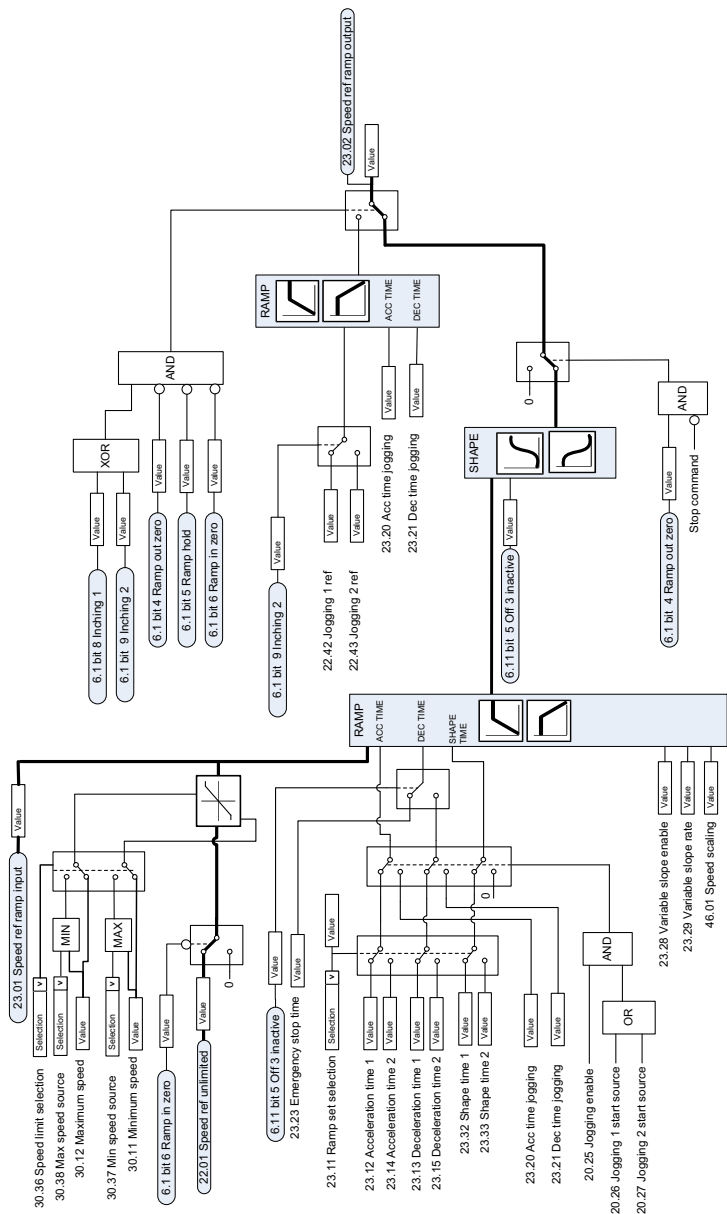 23.01 Speed ref ramp input
Value
30.36 Speed limit selection
Selection v
30.38 Max speed source
Selection v
MIN
30.12 Maximum speed
Value
30.37 Min speed source
Selection v
MAX
30.11 Minimum speed
Value
6.1 bit 6 Ramp in zero
Value
22.01 Speed ref unlimited
Value
0
6.11 bit 5 Off 3 inactive
Value
23.23 Emergency stop time
Value
23.11 Ramp set selection
Selection v
Value
23.12 Acceleration time 1
Value
23.14 Acceleration time 2
Value
23.13 Deceleration time 1
Value
23.15 Deceleration time 2
Value
23.32 Shape time 1
Value
23.33 Shape time 2
Value
0
23.20 Acc time jogging
Value
23.21 Dec time jogging
Value
20.25 Jogging enable
AND
20.26 Jogging 1 start source
OR
20.27 Jogging 2 start source
RAMP
ACC TIME
DEC TIME
SHAPE
TIME
23.28 Variable slope enable
Value
23.29 Variable slope rate
Value
46.01 Speed scaling
Value
6.1 bit 8 Inching 1
Value
6.1 bit 9 Inching 2
Value
XOR
6.1 bit 4 Ramp out zero
Value
6.1 bit 5 Ramp hold
Value
6.1 bit 6 Ramp in zero
Value
AND
6.1 bit 9 Inching 2
Value
22.42 Jogging 1 ref
Value
22.43 Jogging 2 ref
Value
23.20 Acc time jogging
Value
23.21 Dec time jogging
Value
RAMP
ACC TIME
DEC TIME
SHAPE
6.11 bit 5 Off 3 inactive
Value
0
6.1 bit 4 Ramp out zero
Value
AND
Stop command
23.02 Speed ref ramp output
Value